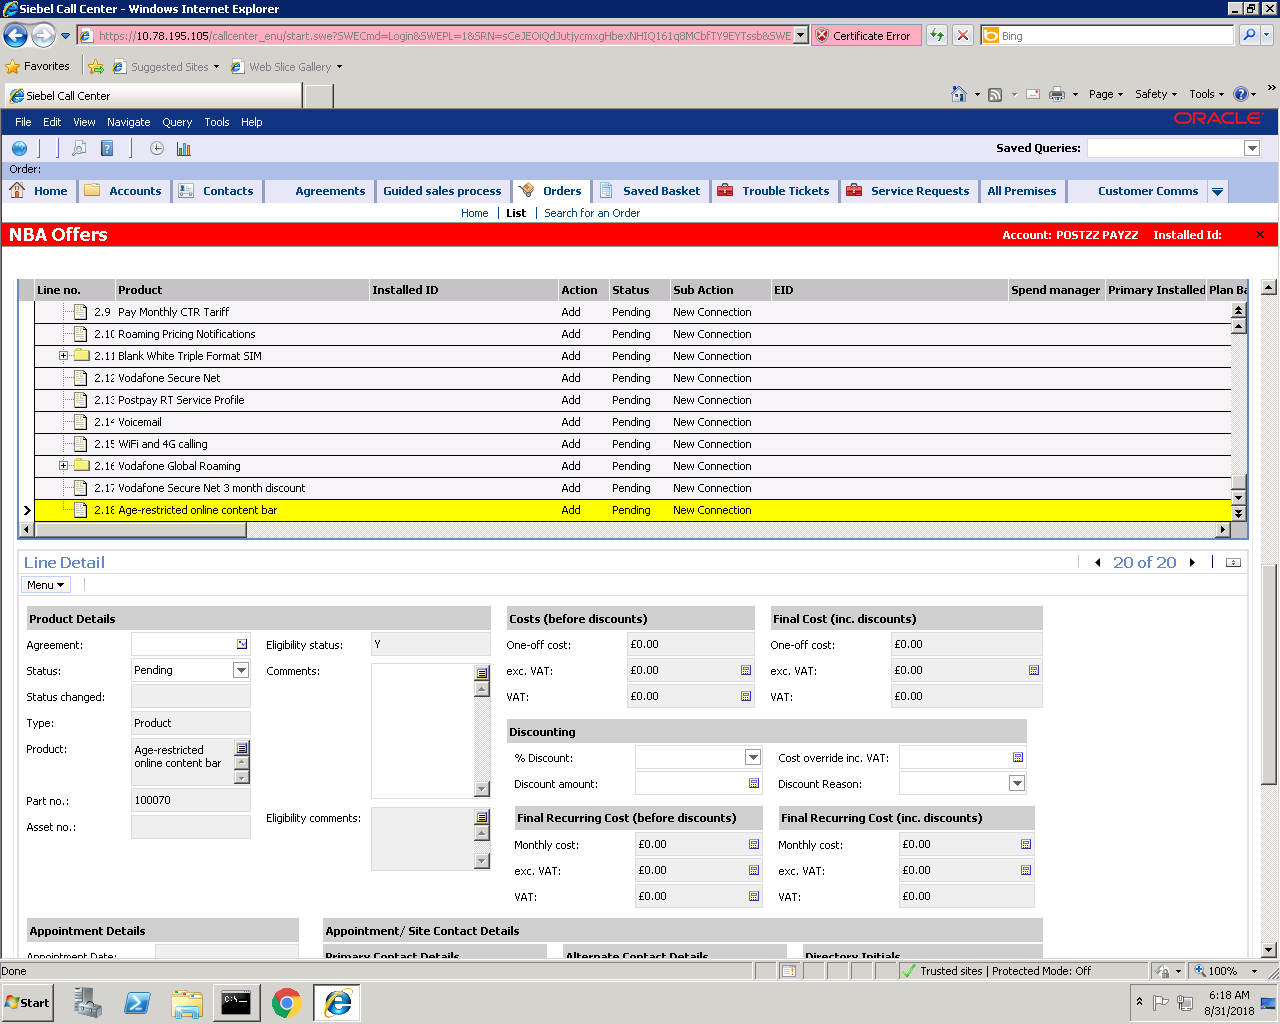 Siebel Call Center - Windows Internet Explorer
https://10.78.195.105/callcenter_enu/start.swe?SWECmd=Login&SWEPL=1&SRN=sCeJEOiQdJutjycmxgHbexNHIQ161q8MCbfTY9EYTssb&SWE
Certificate Error
Bing
Favorites
Suggested Sites
Web Slice Gallery
Siebel Call Center
Page
Safety
Tools
File Edit View Navigate Query Tools Help
ORACLE
Saved Queries:
Order:
Home Accounts Contacts Agreements Guided sales process Orders Saved Basket Trouble Tickets Service Requests All Premises Customer Comms
Home | List | Search for an Order
NBA Offers
Account: POSTZZ PAYZZ Installed Id:
Line no. Product Installed ID Action Status Sub Action EID Spend manager Primary Installed Plan Ba
2.9 Pay Monthly CTR Tariff Add Pending New Connection
2.10 Roaming Pricing Notifications Add Pending New Connection
2.11 Blank White Triple Format SIM Add Pending New Connection
2.12 Vodafone Secure Net Add Pending New Connection
2.13 Postpay RT Service Profile Add Pending New Connection
2.14 Voicemail Add Pending New Connection
2.15 WiFi and 4G calling Add Pending New Connection
2.16 Vodafone Global Roaming Add Pending New Connection
2.17 Vodafone Secure Net 3 month discount Add Pending New Connection
2.18 Age-restricted online content bar Add Pending New Connection
Line Detail
20 of 20
Menu
Product Details
Agreement:
Status: Pending
Status changed:
Type: Product
Product: Age-restricted
online content bar
Part no.: 100070
Asset no.:
Eligibility status: Y
Comments:
Eligibility comments:
Costs (before discounts)
One-off cost: £0.00
exc. VAT: £0.00
VAT: £0.00
Final Cost (inc. discounts)
One-off cost: £0.00
exc. VAT: £0.00
VAT: £0.00
Discounting
% Discount:
Discount amount:
Cost override inc. VAT:
Discount Reason:
Final Recurring Cost (before discounts)
Monthly cost: £0.00
exc. VAT: £0.00
VAT: £0.00
Final Recurring Cost (inc. discounts)
Monthly cost: £0.00
exc. VAT: £0.00
VAT: £0.00
Appointment Details
Appointment Date:
Appointment/ Site Contact Details
Primary Contact Details
Alternate Contact Details
Directory Initials
Done
Trusted sites | Protected Mode: Off
100%
Start
C:\
6:18 AM
8/31/2018